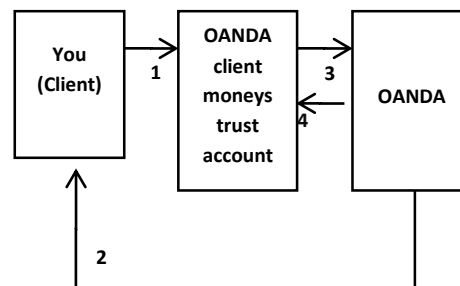 You
(Client)
1
OANDA
client
moneys
trust
account
3
4
OANDA
2